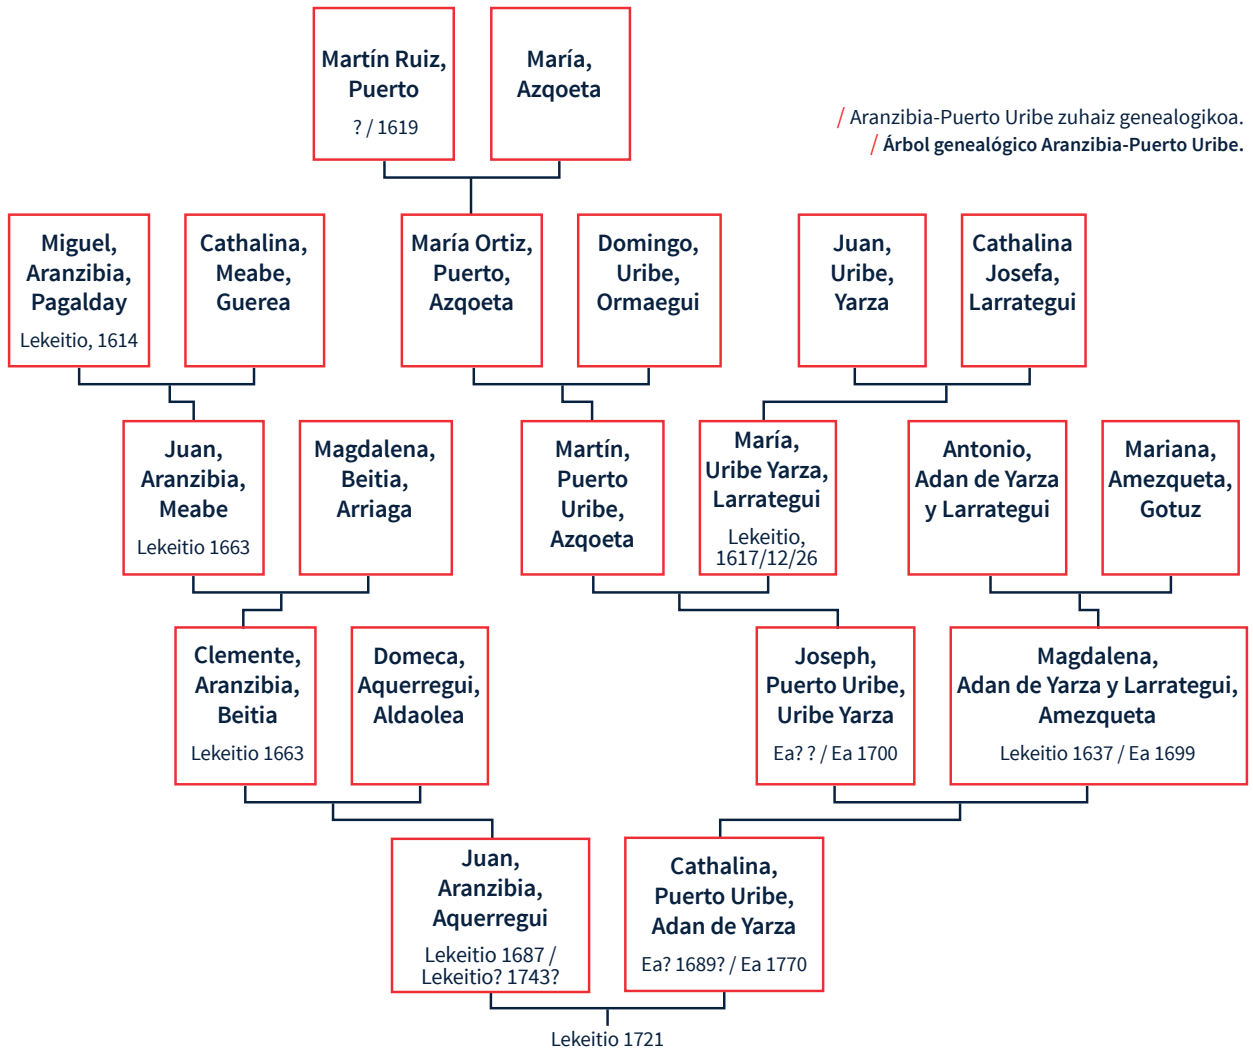 Martín Ruiz,
Puerto
? / 1619
María,
Azqoeta
/ Aranzibia-Puerto Uribe zuhaiz genealogikoa.
/ Árbol genealógico Aranzibia-Puerto Uribe.
Miguel,
Aranzibia,
Pagalday
Lekeitio, 1614
Cathalina,
Meabe,
Guerea
María Ortiz,
Puerto,
Azqoeta
Domingo,
Uribe,
Ormaegui
Juan,
Uribe,
Yarza
Cathalina
Josefa,
Larrategui
Juan,
Aranzibia,
Meabe
Lekeitio 1663
Magdalena,
Beitia,
Arriaga
Martín,
Puerto
Uribe,
Azqoeta
María,
Uribe Yarza,
Larrategui
Lekeitio,
1617/12/26
Antonio,
Adan de Yarza
y Larrategui
Mariana,
Amezqueta,
Gotuz
Clemente,
Aranzibia,
Beitia
Lekeitio 1663
Domeca,
Aquerregui,
Aldaolea
Joseph,
Puerto Uribe,
Uribe Yarza
Ea? ? / Ea 1700
Magdalena,
Adan de Yarza y Larrategui,
Amezqueta
Lekeitio 1637 / Ea 1699
Juan,
Aranzibia,
Aquerregui
Lekeitio 1687 /
Lekeitio? 1743?
Cathalina,
Puerto Uribe,
Adan de Yarza
Ea? 1689? / Ea 1770
Lekeitio 1721